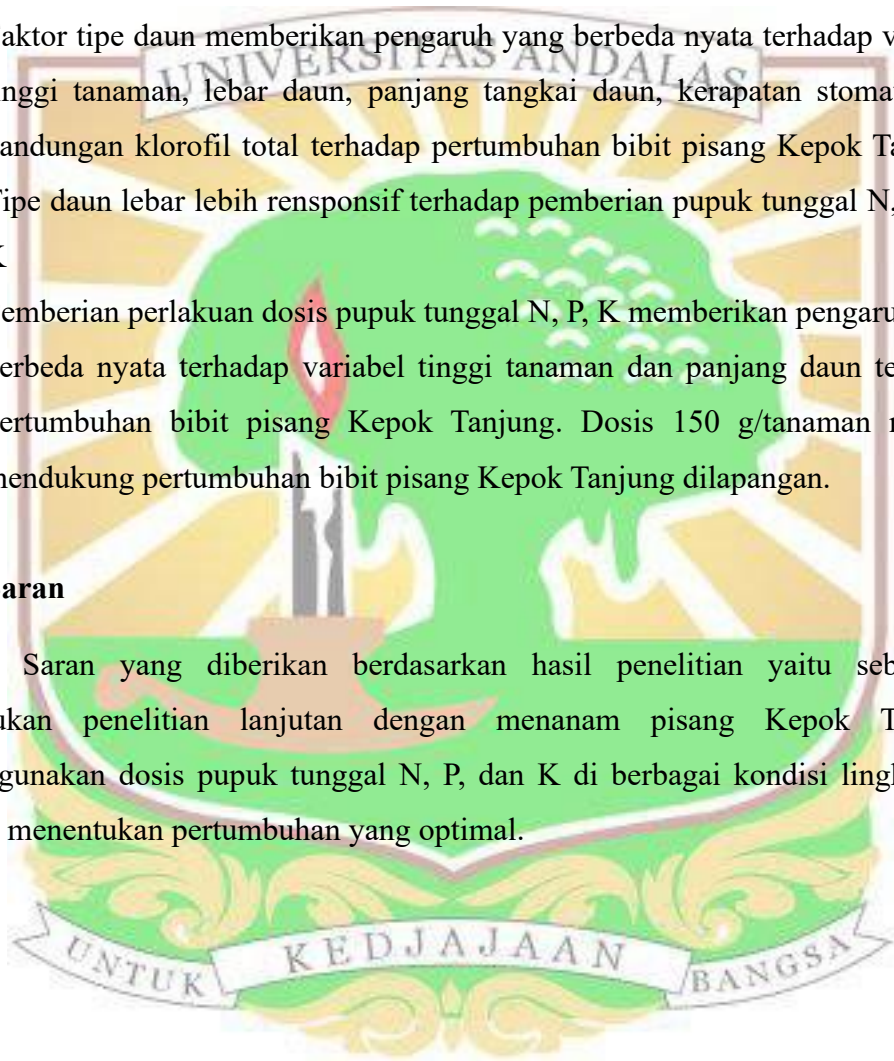 aktor tipe daun memberikan pengaruh yang berbeda nyata terhadap v
nggi tanaman, lebar daun, panjang tangkai daun, kerapatan stoma
andungan klorofil total terhadap pertumbuhan bibit pisang Kepok Ta
Tipe daun lebar lebih rensponsif terhadap pemberian pupuk tunggal N,
K
emberian perlakuan dosis pupuk tunggal N, P, K memberikan pengaru
erbeda nyata terhadap variabel tinggi tanaman dan panjang daun te
ertumbuhan bibit pisang Kepok Tanjung. Dosis 150 g/tanaman
nendukung pertumbuhan bibit pisang Kepok Tanjung dilapangan.
aran
Saran yang diberikan berdasarkan hasil penelitian yaitu seb
ukan penelitian lanjutan dengan menanam pisang Kepok T
gunakan dosis pupuk tunggal N, P, dan K di berbagai kondisi ling
menentukan pertumbuhan yang optimal.
UNIVERSITAS ANDALAS
UNTUK KEDJAJAAN BANGSA